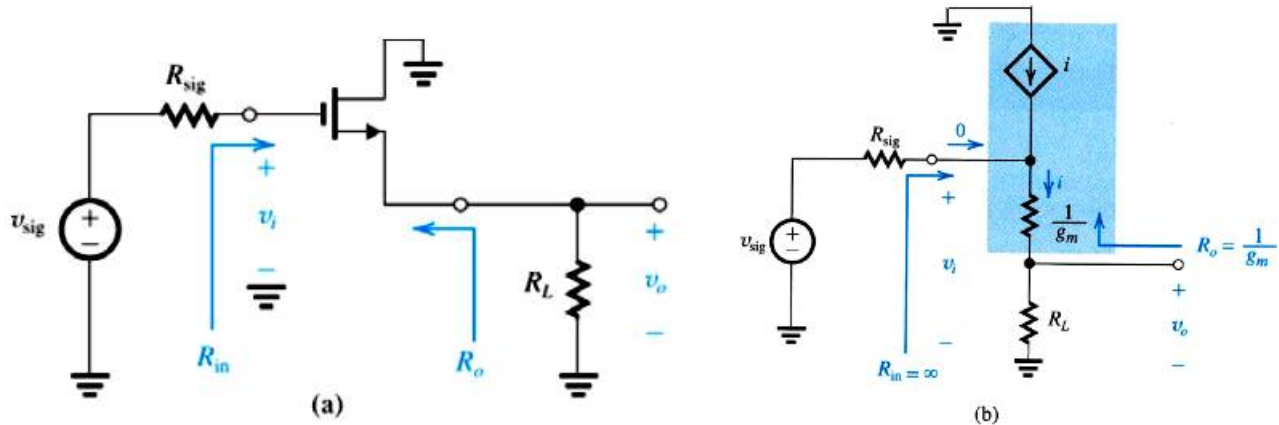 R_sig
v_sig
+
−
+
v_i
−
R_in
R_o
R_L
+
v_o
−
(a)
i
0
R_sig
i
1/g_m
R_o = 1/g_m
v_sig
+
−
+
v_i
−
R_L
+
v_o
−
R_in = ∞
(b)